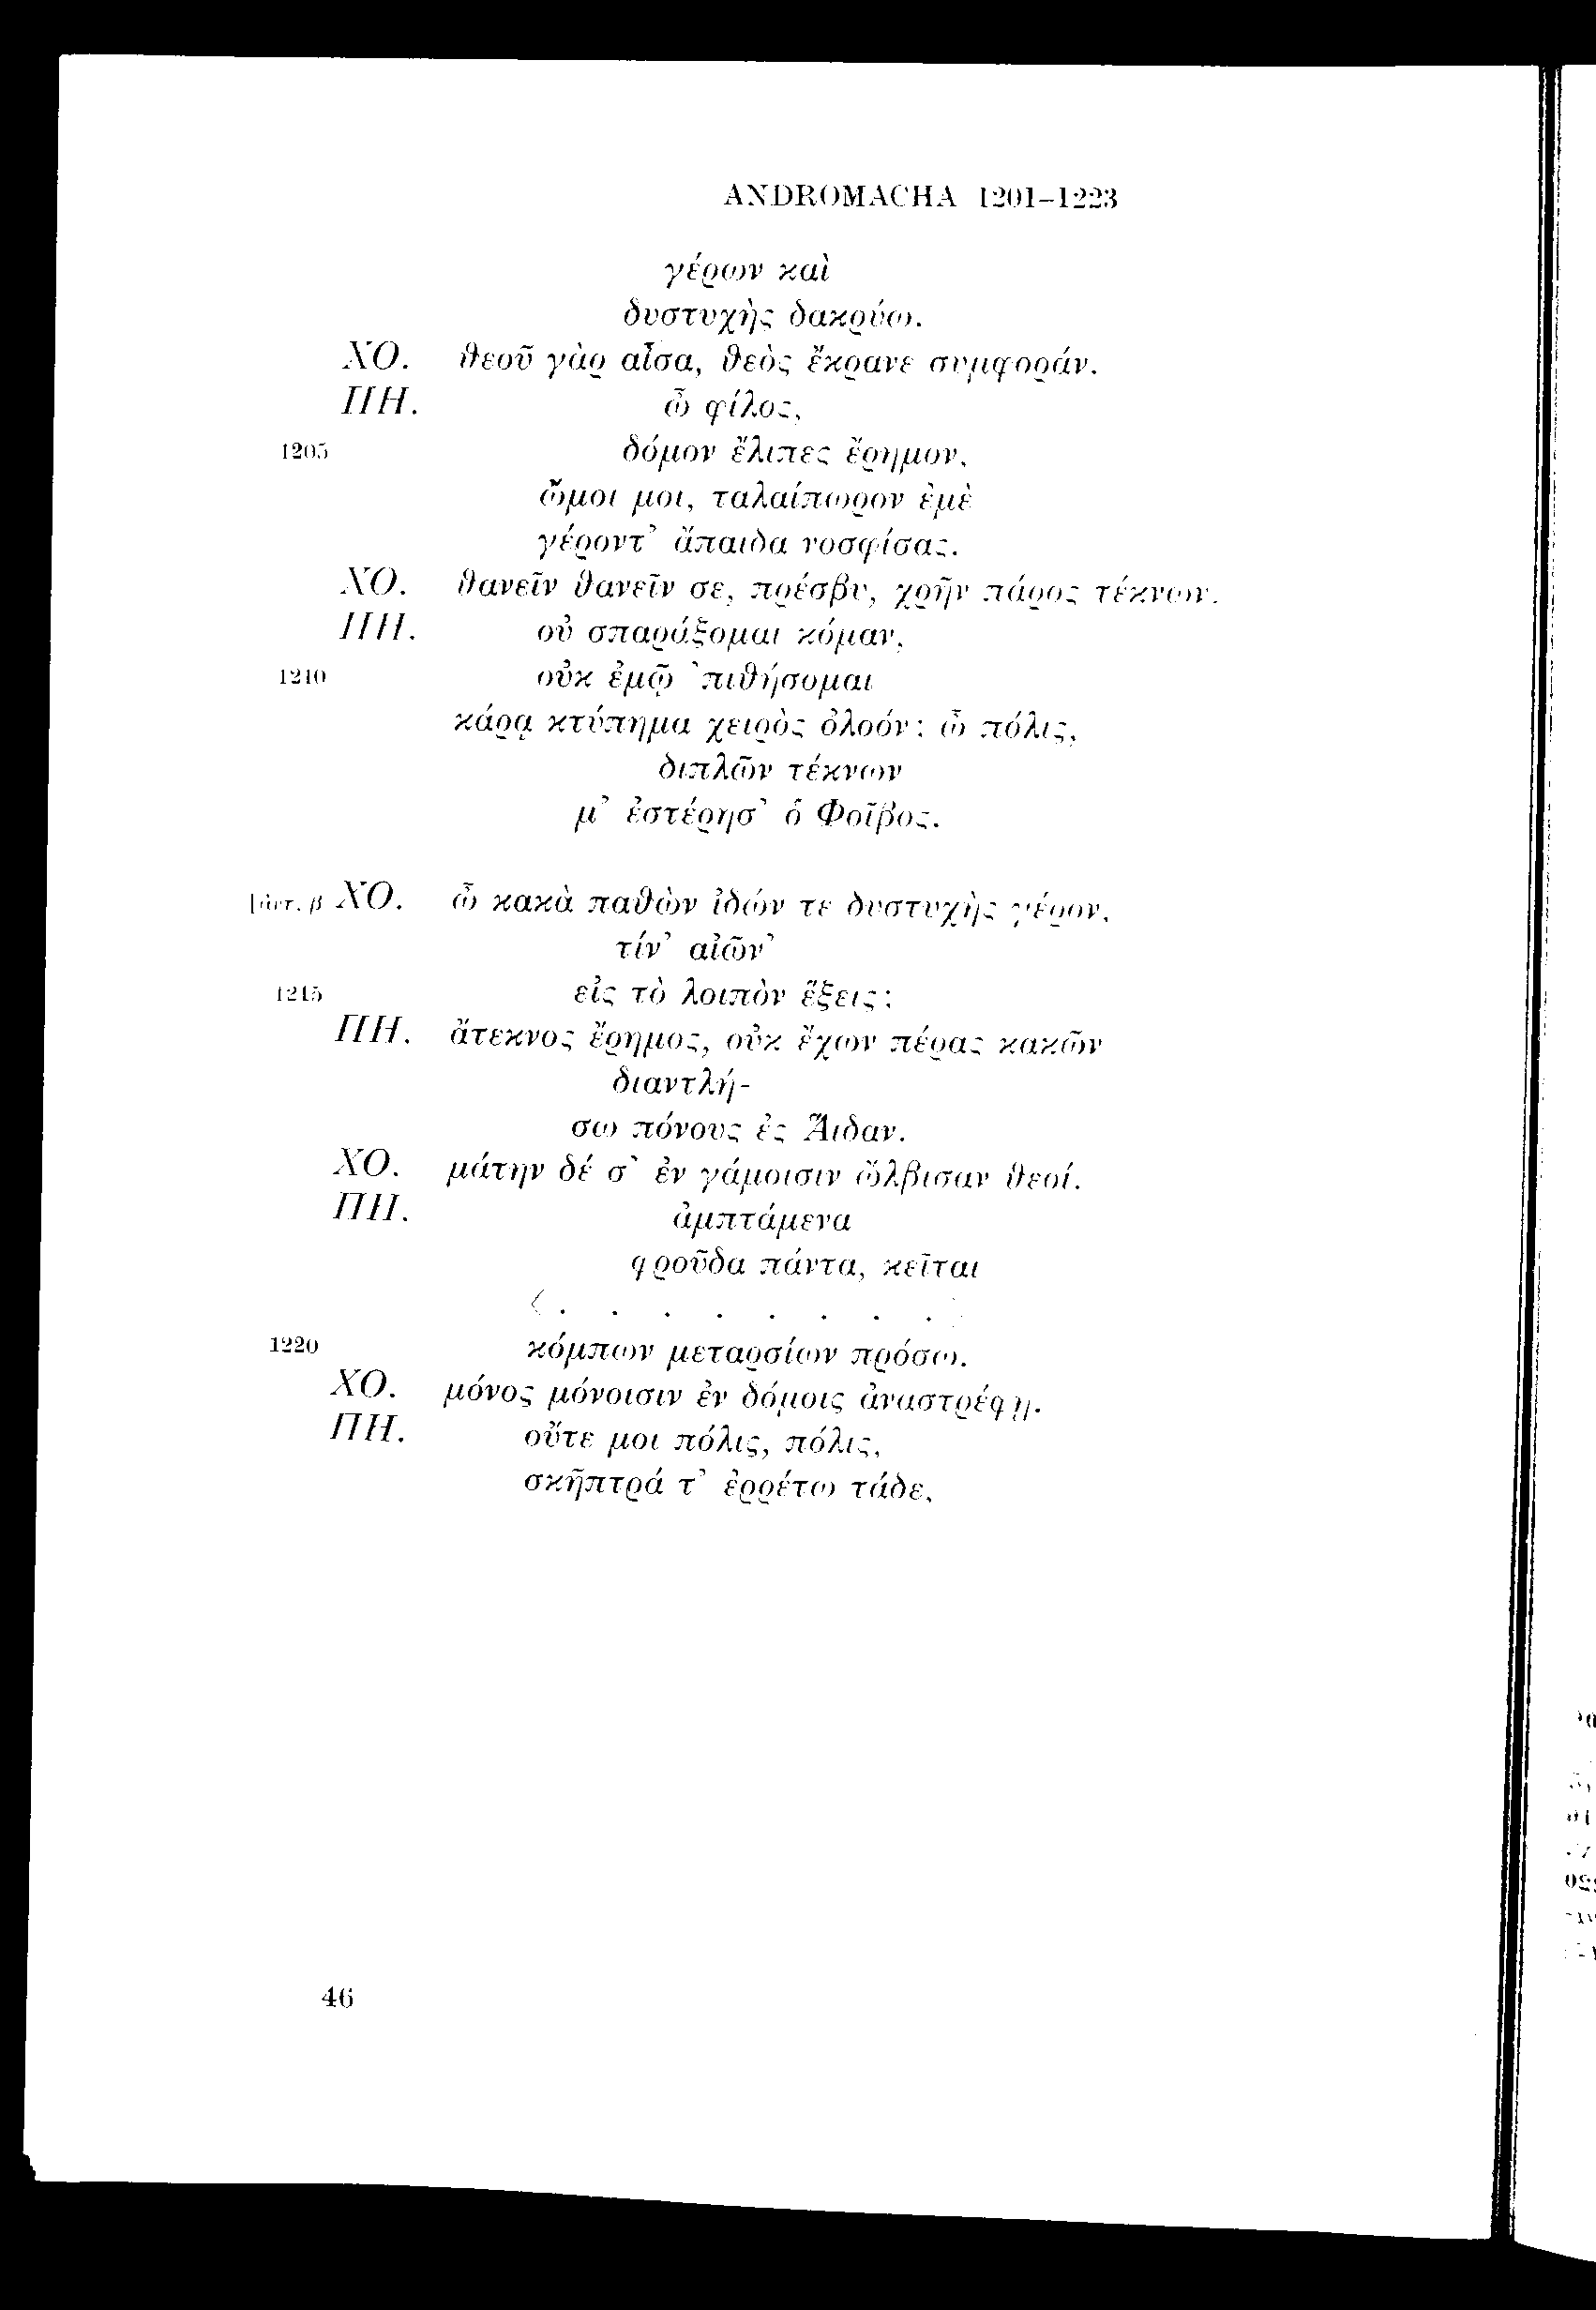 ANDROMACHA 1201–1223
γέρων καὶ
δυστυχὴς δακρύω.
ΧΟ. θεοῦ γὰρ αἶσα, θεὸς ἔκρανε συμφοράν.
ΠΗ. ὦ φίλος,
1205 δόμον ἔλιπες ἔρημον,
ὤμοι μοι, ταλαίπωρον ἐμὲ
γέροντ’ ἄπαιδα νοσφίσας.
ΧΟ. θανεῖν θανεῖν σε, πρέσβυ, χρῆν πάρος τέκνων.
ΠΗ. οὐ σπαράξομαι κόμαν,
1210 οὐκ ἐμῷ ’πιθήσομαι
κάρᾳ κτύπημα χειρὸς ὀλοόν; ὦ πόλις,
διπλῶν τέκνων
μ’ ἐστέρησ’ ὁ Φοῖβος.
[ἀντ. β ΧΟ. ὦ κακὰ παθὼν ἰδών τε δυστυχὴς γέρον,
τίν’ αἰῶν’
1215 εἰς τὸ λοιπὸν ἕξεις;
ΠΗ. ἄτεκνος ἔρημος, οὐκ ἔχων πέρας κακῶν
διαντλή-
σω πόνους ἐς Ἅιδαν.
ΧΟ. μάτην δέ σ’ ἐν γάμοισιν ὤλβισαν θεοί.
ΠΗ. ἀμπτάμενα
φροῦδα πάντα, κεῖται
< . . . . . . . . >
1220 κόμπων μεταρσίων πρόσω.
ΧΟ. μόνος μόνοισιν ἐν δόμοις ἀναστρέφῃ.
ΠΗ. οὔτε μοι πόλις, πόλις,
σκῆπτρά τ’ ἐρρέτω τάδε,
46